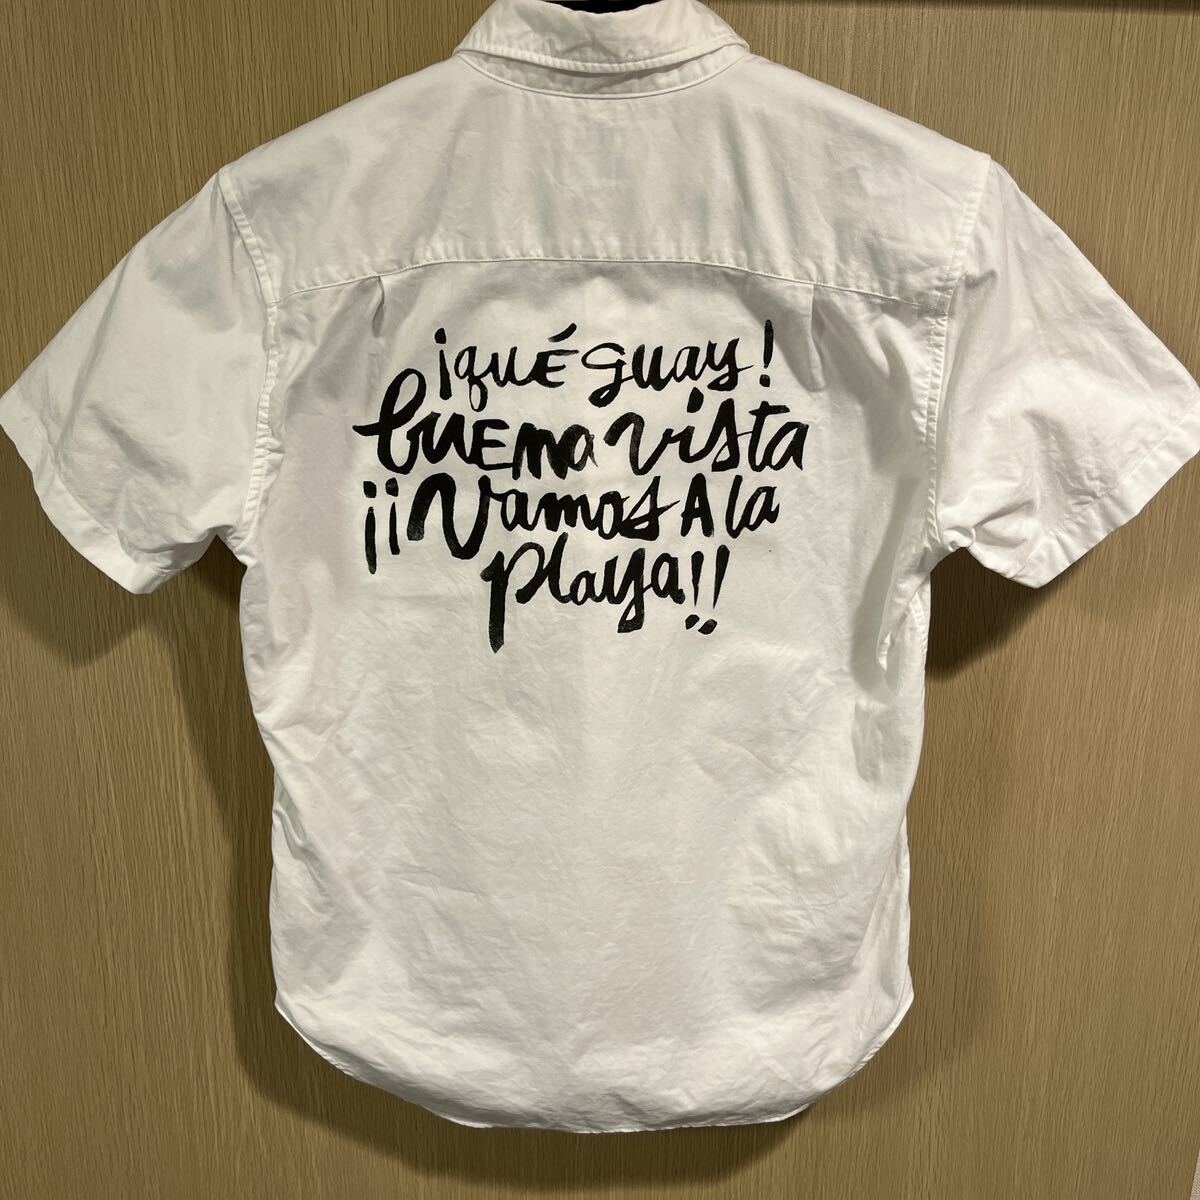 ¡qué guay!
buena vista
¡¡Vamos A la
playa!!